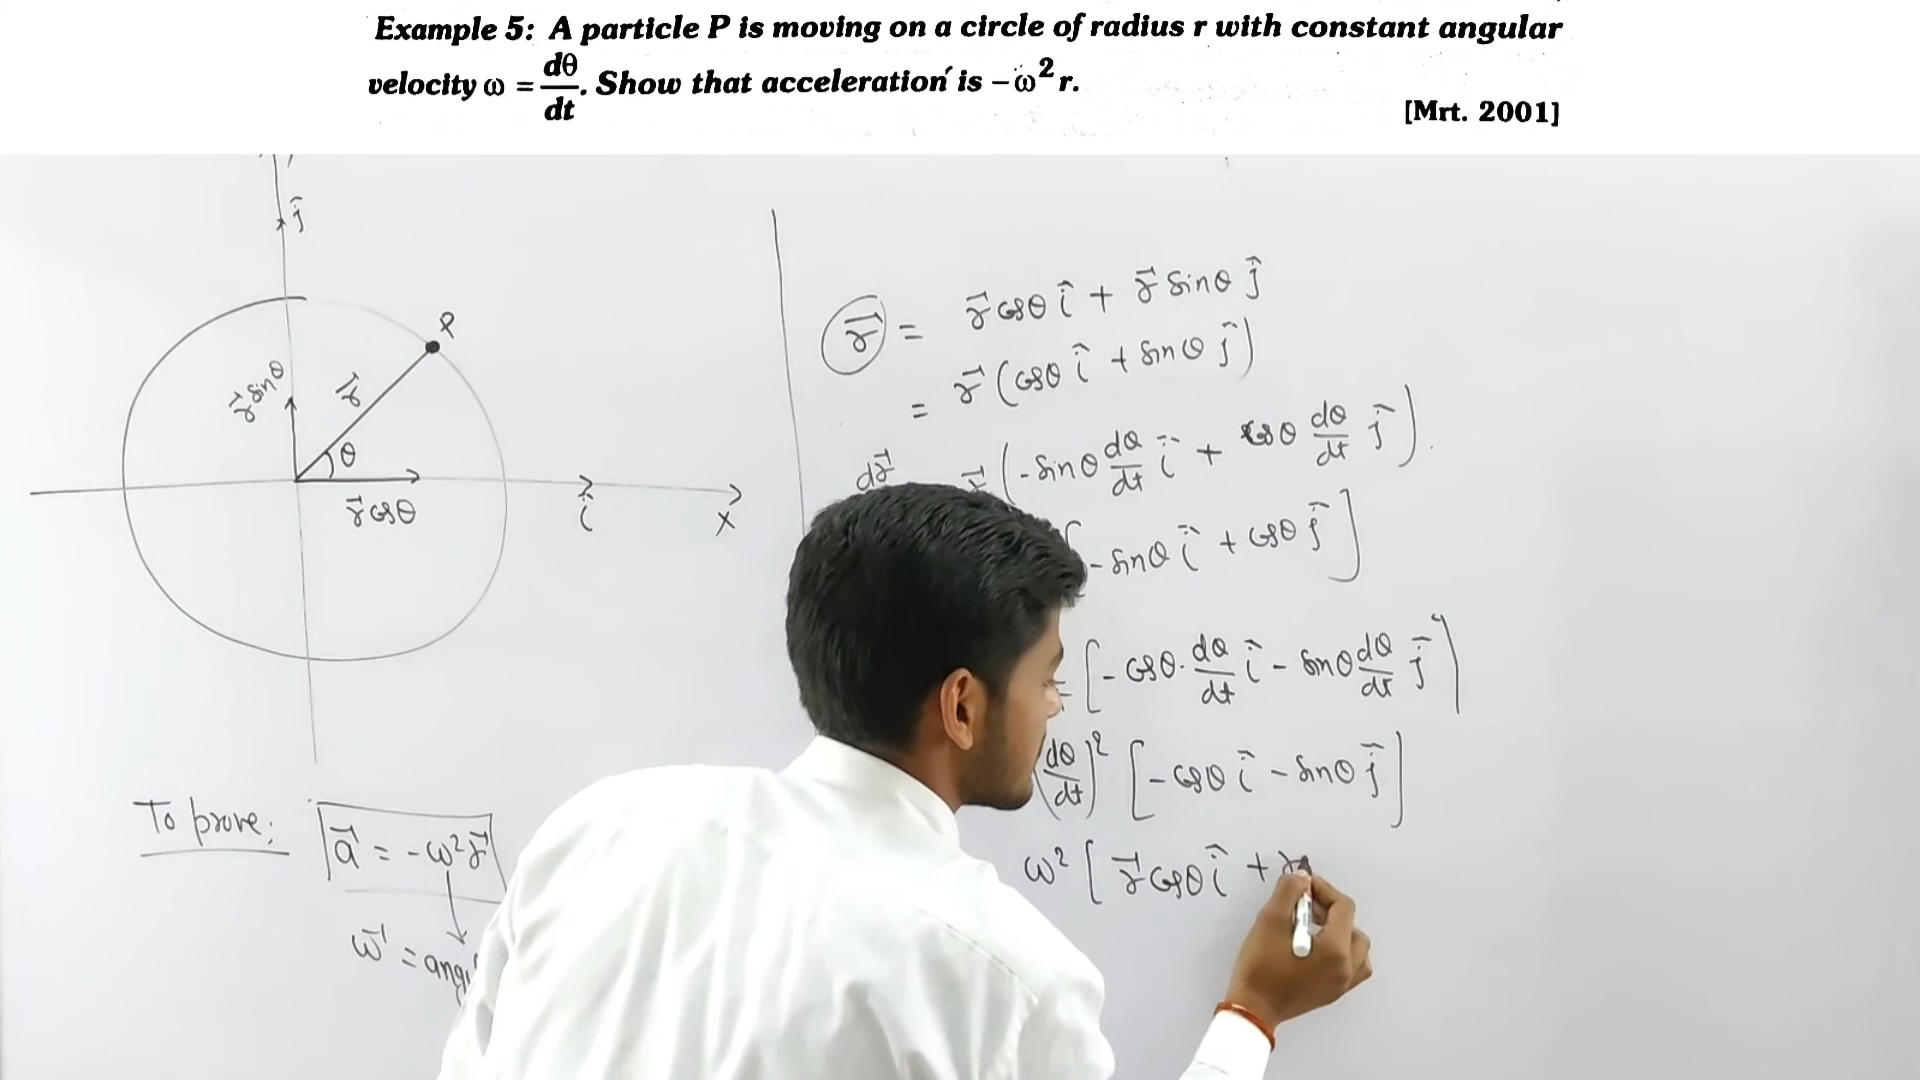 Example 5: A particle P is moving on a circle of radius r with constant angular
velocity ω = dθ/dt. Show that acceleration is – ω²r.
[Mrt. 2001]
ĵ
P
r⃗ sinθ
r⃗
θ
r⃗ cosθ
î
X
To prove:
a⃗ = -ω²r⃗
ω⃗ = angu
r⃗ = r⃗ cosθ î + r⃗ sinθ ĵ
= r⃗ (cosθ î + sinθ ĵ)
dr⃗ r⃗ (-sinθ dθ/dt î + cosθ dθ/dt ĵ).
-sinθ î + cosθ ĵ]
= [-cosθ. dθ/dt î - sinθ dθ/dt ĵ]
(dθ/dt)² [-cosθ î - sinθ ĵ]
ω² [r⃗ cosθ î +